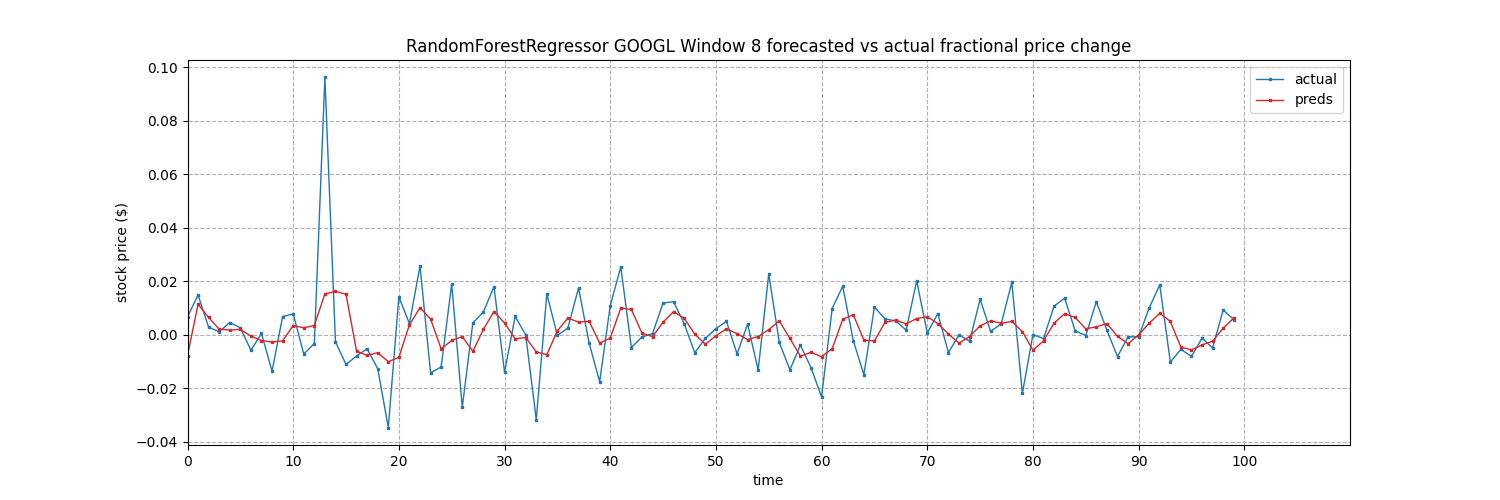 RandomForestRegressor GOOGL Window 8 forecasted vs actual fractional price change
actual
preds
0.10
0.08
0.06
0.04
0.02
0.00
−0.02
−0.04
stock price ($)
0 10 20 30 40 50 60 70 80 90 100
time